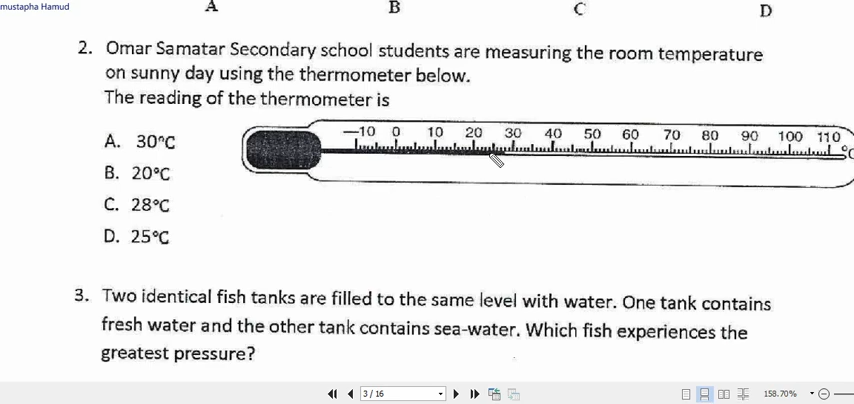 mustapha Hamud
A B C D
2. Omar Samatar Secondary school students are measuring the room temperature
on sunny day using the thermometer below.
The reading of the thermometer is
—10 0 10 20 30 40 50 60 70 80 90 100 110
°C
A. 30°C
B. 20°C
C. 28°C
D. 25°C
3. Two identical fish tanks are filled to the same level with water. One tank contains
fresh water and the other tank contains sea-water. Which fish experiences the
greatest pressure?
3 / 16
158.70%